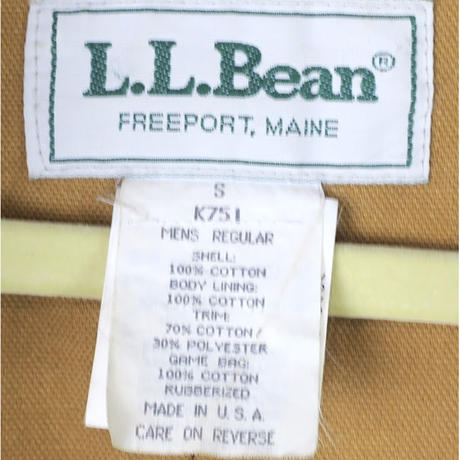 L.L.Bean®
FREEPORT, MAINE
S
K751
MENS REGULAR
SHELL:
100% COTTON
BODY LINING:
100% COTTON
TRIM:
70% COTTON/
30% POLYESTER
GAME BAG:
100% COTTON
RUBBERIZED
MADE IN U.S.A.
CARE ON REVERSE